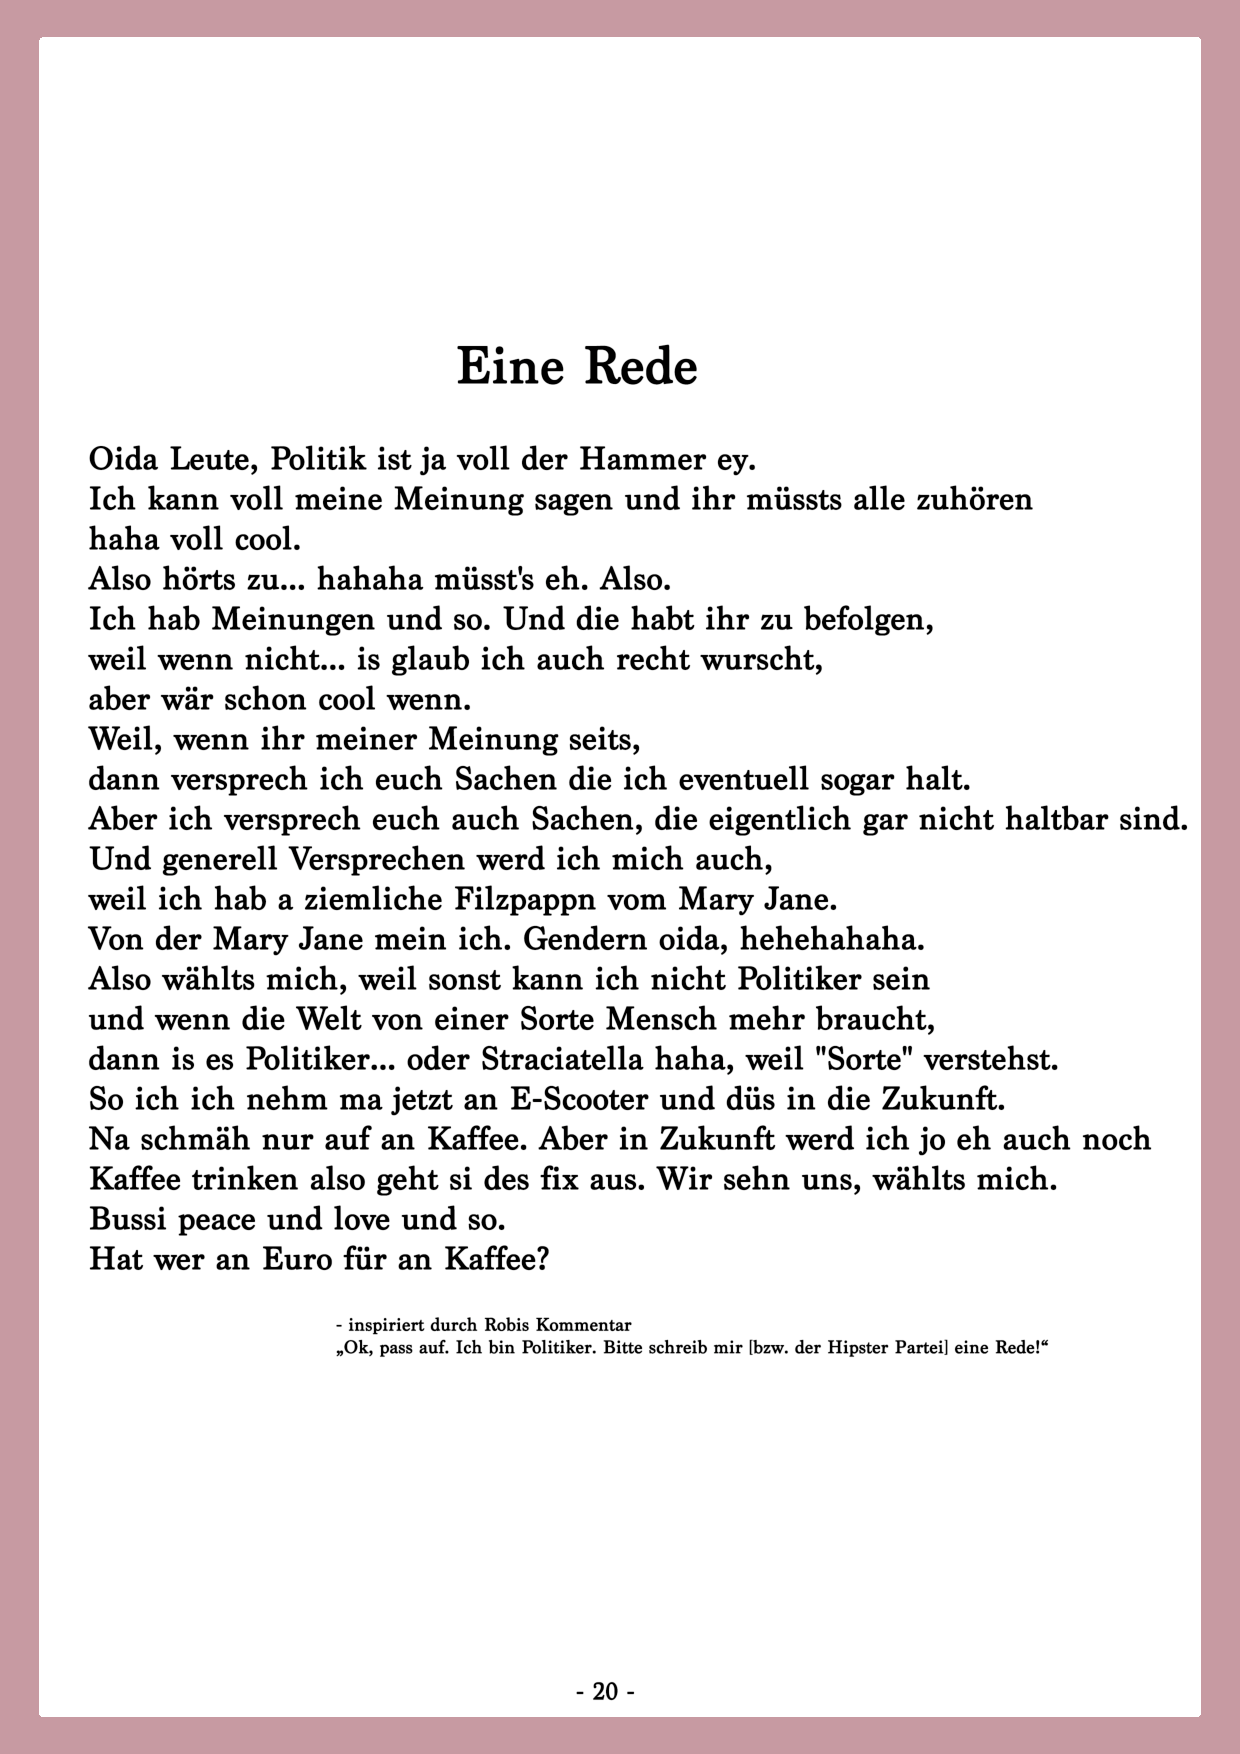 Eine Rede
Oida Leute, Politik ist ja voll der Hammer ey.
Ich kann voll meine Meinung sagen und ihr müssts alle zuhören
haha voll cool.
Also hörts zu... hahaha müsst's eh. Also.
Ich hab Meinungen und so. Und die habt ihr zu befolgen,
weil wenn nicht... is glaub ich auch recht wurscht,
aber wär schon cool wenn.
Weil, wenn ihr meiner Meinung seits,
dann versprech ich euch Sachen die ich eventuell sogar halt.
Aber ich versprech euch auch Sachen, die eigentlich gar nicht haltbar sind.
Und generell Versprechen werd ich mich auch,
weil ich hab a ziemliche Filzpappn vom Mary Jane.
Von der Mary Jane mein ich. Gendern oida, hehehahaha.
Also wählts mich, weil sonst kann ich nicht Politiker sein
und wenn die Welt von einer Sorte Mensch mehr braucht,
dann is es Politiker... oder Straciatella haha, weil "Sorte" verstehst.
So ich ich nehm ma jetzt an E-Scooter und düs in die Zukunft.
Na schmäh nur auf an Kaffee. Aber in Zukunft werd ich jo eh auch noch
Kaffee trinken also geht si des fix aus. Wir sehn uns, wählts mich.
Bussi peace und love und so.
Hat wer an Euro für an Kaffee?
- inspiriert durch Robis Kommentar
„Ok, pass auf. Ich bin Politiker. Bitte schreib mir [bzw. der Hipster Partei] eine Rede!“
- 20 -